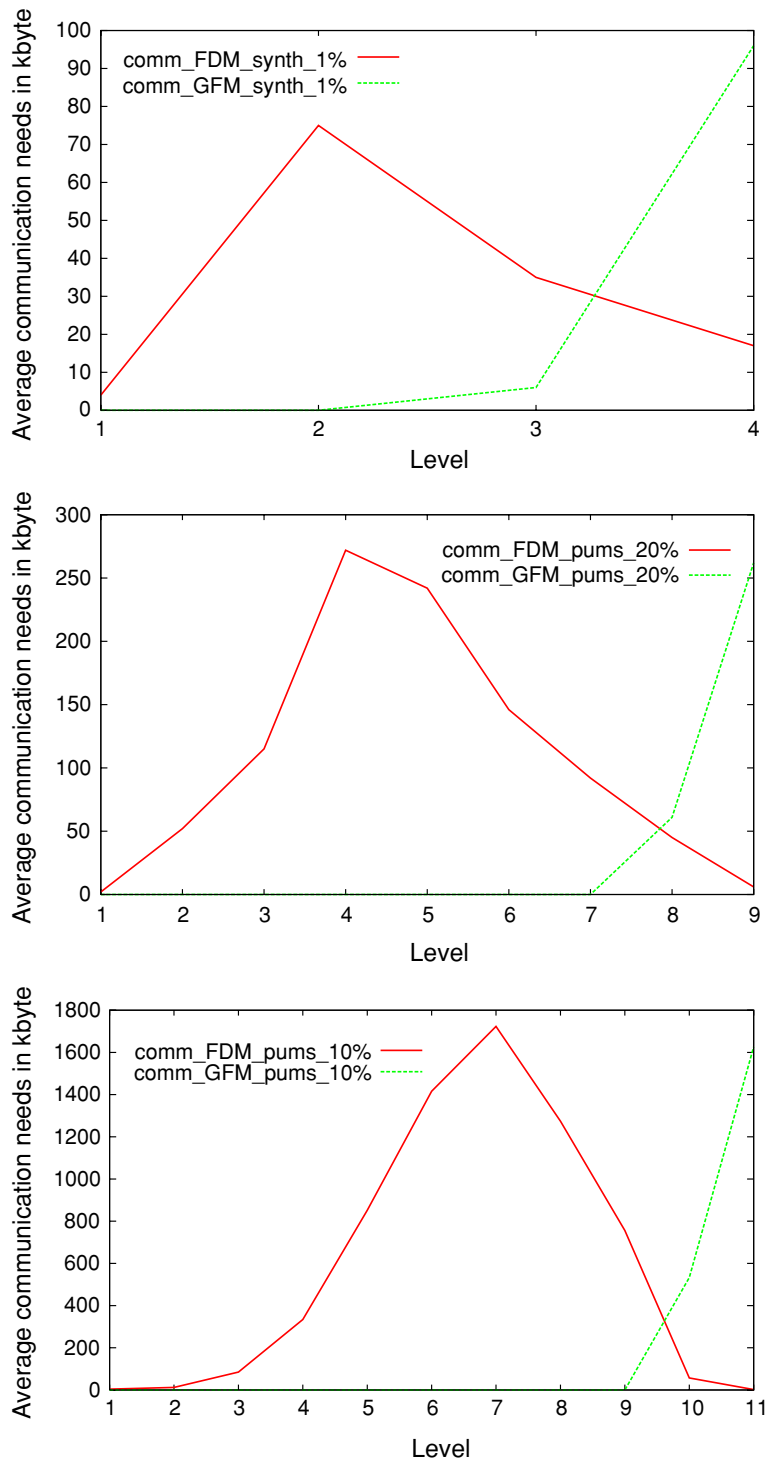 Average communication needs in kbyte
100
90
80
70
60
50
40
30
20
10
0
comm_FDM_synth_1%
comm_GFM_synth_1%
1 2 3 4
Level
Average communication needs in kbyte
300
250
200
150
100
50
0
comm_FDM_pums_20%
comm_GFM_pums_20%
1 2 3 4 5 6 7 8 9
Level
Average communication needs in kbyte
1800
1600
1400
1200
1000
800
600
400
200
0
comm_FDM_pums_10%
comm_GFM_pums_10%
1 2 3 4 5 6 7 8 9 10 11
Level